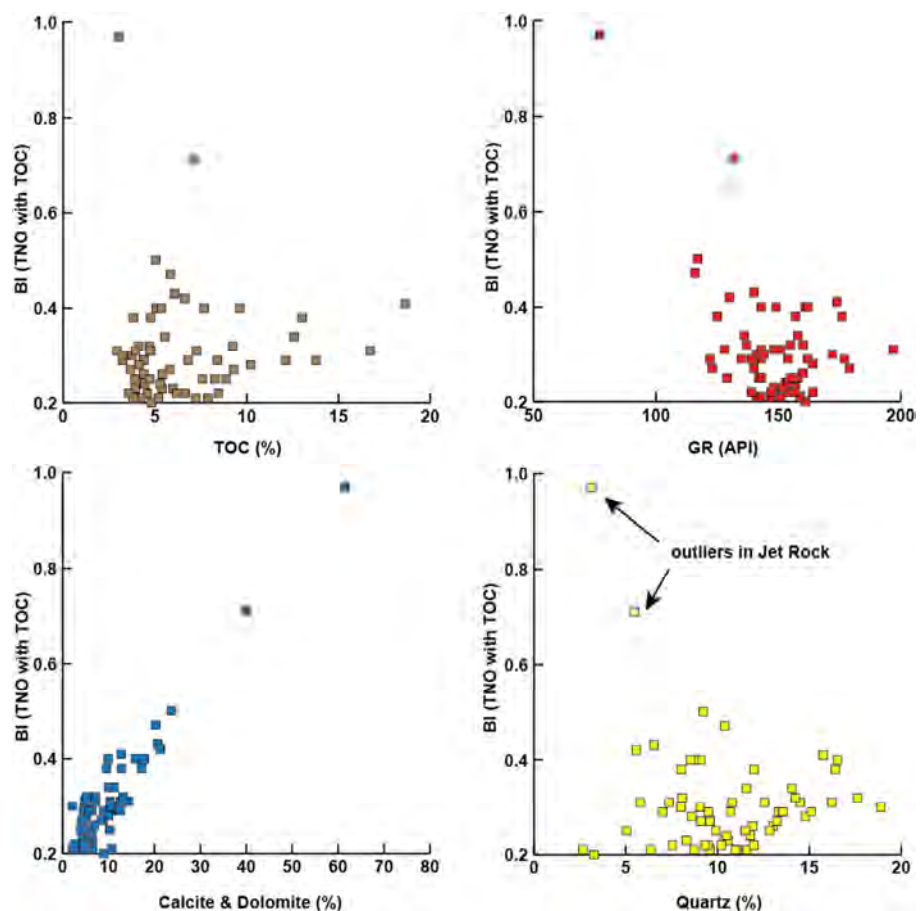 1.0
0.8
0.6
0.4
0.2
BI (TNO with TOC)
0 5 10 15 20
TOC (%)
1.0
0.8
0.6
0.4
0.2
BI (TNO with TOC)
50 100 150 200
GR (API)
1.0
0.8
0.6
0.4
0.2
BI (TNO with TOC)
0 10 20 30 40 50 60 70 80
Calcite & Dolomite (%)
1.0
0.8
0.6
0.4
0.2
BI (TNO with TOC)
outliers in Jet Rock
0 5 10 15 20
Quartz (%)